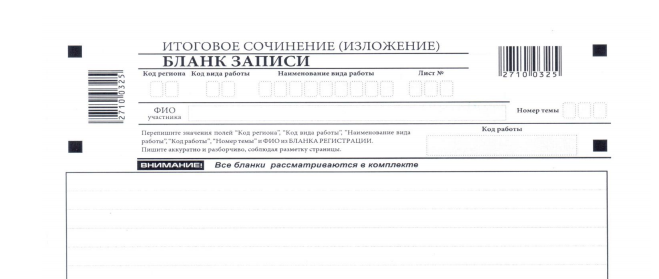 ИТОГОВОЕ СОЧИНЕНИЕ (ИЗЛОЖЕНИЕ)
БЛАНК ЗАПИСИ
Код региона Код вида работы Наименование вида работы Лист №
2710 0325
2710 0325
ФИО участника
Номер темы
Перепишите значения полей "Код региона", "Код вида работы", "Наименование вида
работы", "Код работы", "Номер темы" и ФИО из БЛАНКА РЕГИСТРАЦИИ.
Пишите аккуратно и разборчиво, соблюдая разметку страницы.
Код работы
ВНИМАНИЕ! Все бланки рассматриваются в комплекте